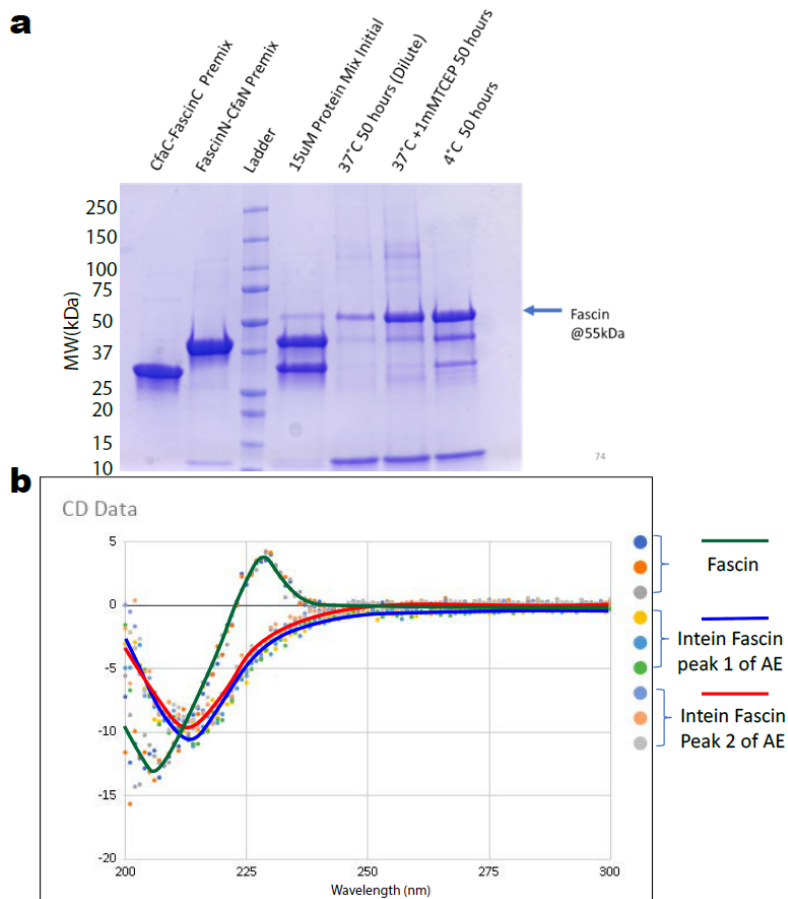 a
CfaC-FascinC Premix
FascinN-CfaN Premix
Ladder
15uM Protein Mix Initial
37°C 50 hours (Dilute)
37°C +1mMTCEP 50 hours
4°C 50 hours
MW(kDa)
250
150
100
75
50
37
25
20
15
10
Fascin
@55kDa
74
b
CD Data
5
0
-5
-10
-15
-20
200
225
250
275
300
Wavelength (nm)
Fascin
Intein Fascin
peak 1 of AE
Intein Fascin
Peak 2 of AE